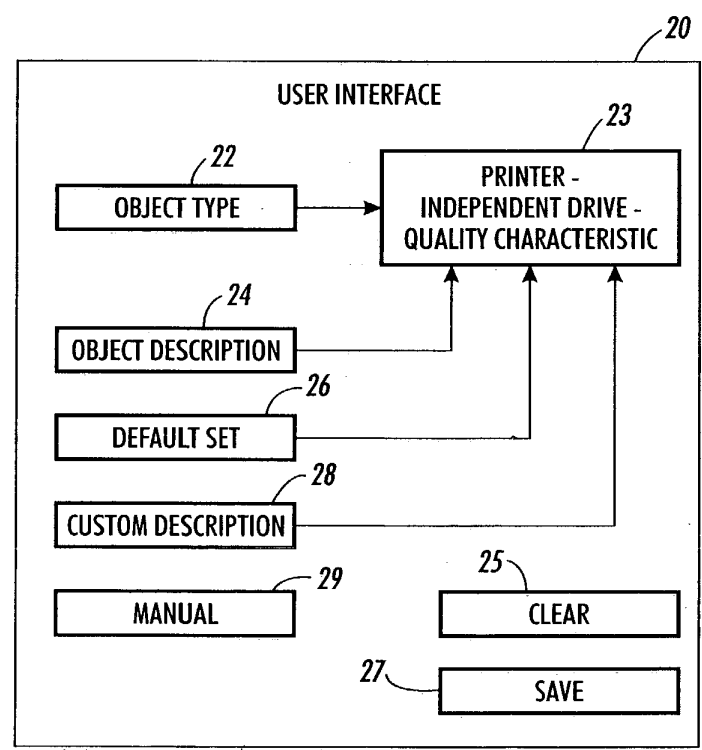 20
USER INTERFACE
23
22
PRINTER -
INDEPENDENT DRIVE -
QUALITY CHARACTERISTIC
OBJECT TYPE
24
OBJECT DESCRIPTION
26
DEFAULT SET
28
CUSTOM DESCRIPTION
29
MANUAL
25
CLEAR
27
SAVE